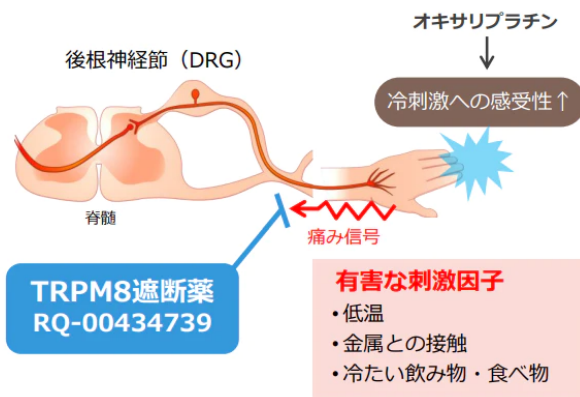 オキサリプラチン
後根神経節（DRG）
冷刺激への感受性↑
脊髄
痛み信号
TRPM8遮断薬
RQ-00434739
有害な刺激因子
•低温
•金属との接触
•冷たい飲み物・食べ物